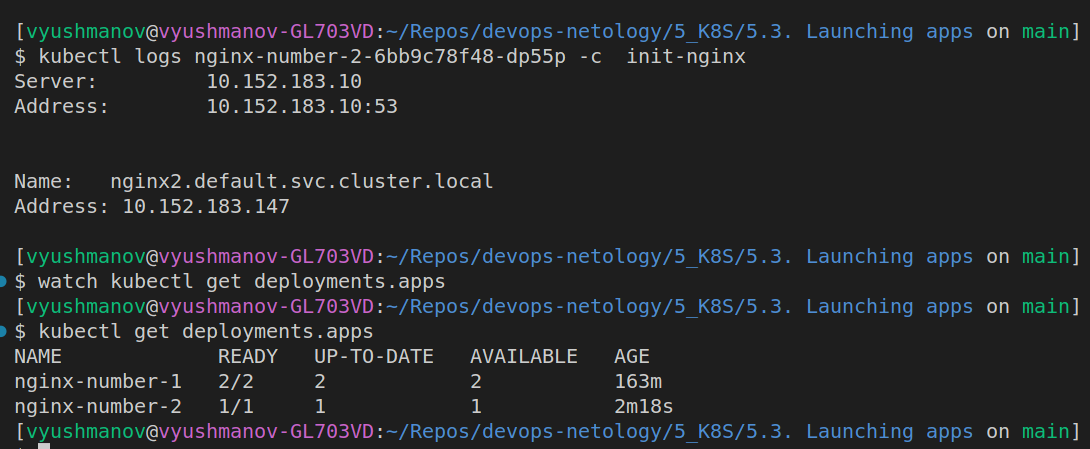 [vyushmanov@vyushmanov-GL703VD:~/Repos/devops-netology/5_K8S/5.3. Launching apps on main]
$ kubectl logs nginx-number-2-6bb9c78f48-dp55p -c  init-nginx
Server:         10.152.183.10
Address:        10.152.183.10:53
Name:   nginx2.default.svc.cluster.local
Address: 10.152.183.147
[vyushmanov@vyushmanov-GL703VD:~/Repos/devops-netology/5_K8S/5.3. Launching apps on main]
$ watch kubectl get deployments.apps
[vyushmanov@vyushmanov-GL703VD:~/Repos/devops-netology/5_K8S/5.3. Launching apps on main]
$ kubectl get deployments.apps
NAME             READY   UP-TO-DATE   AVAILABLE   AGE
nginx-number-1   2/2     2            2           163m
nginx-number-2   1/1     1            1           2m18s
[vyushmanov@vyushmanov-GL703VD:~/Repos/devops-netology/5_K8S/5.3. Launching apps on main]